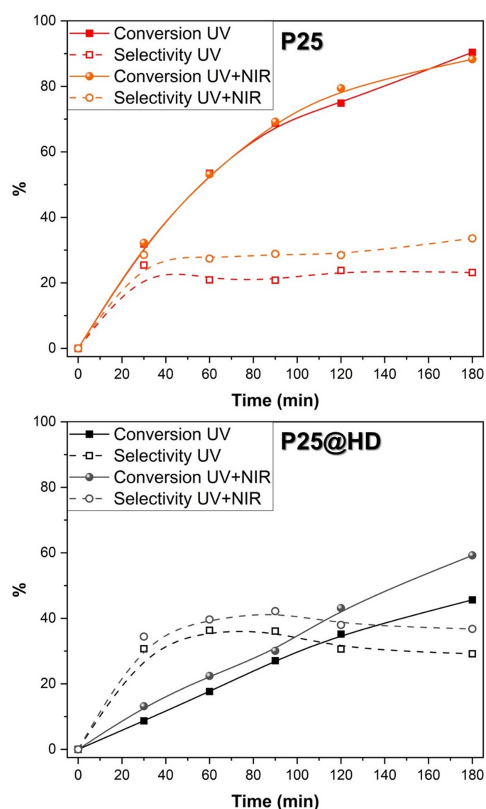 P25
Conversion UV
Selectivity UV
Conversion UV+NIR
Selectivity UV+NIR
100
80
60
40
20
0
%
0 20 40 60 80 100 120 140 160 180
Time (min)
P25@HD
Conversion UV
Selectivity UV
Conversion UV+NIR
Selectivity UV+NIR
100
80
60
40
20
0
%
0 20 40 60 80 100 120 140 160 180
Time (min)